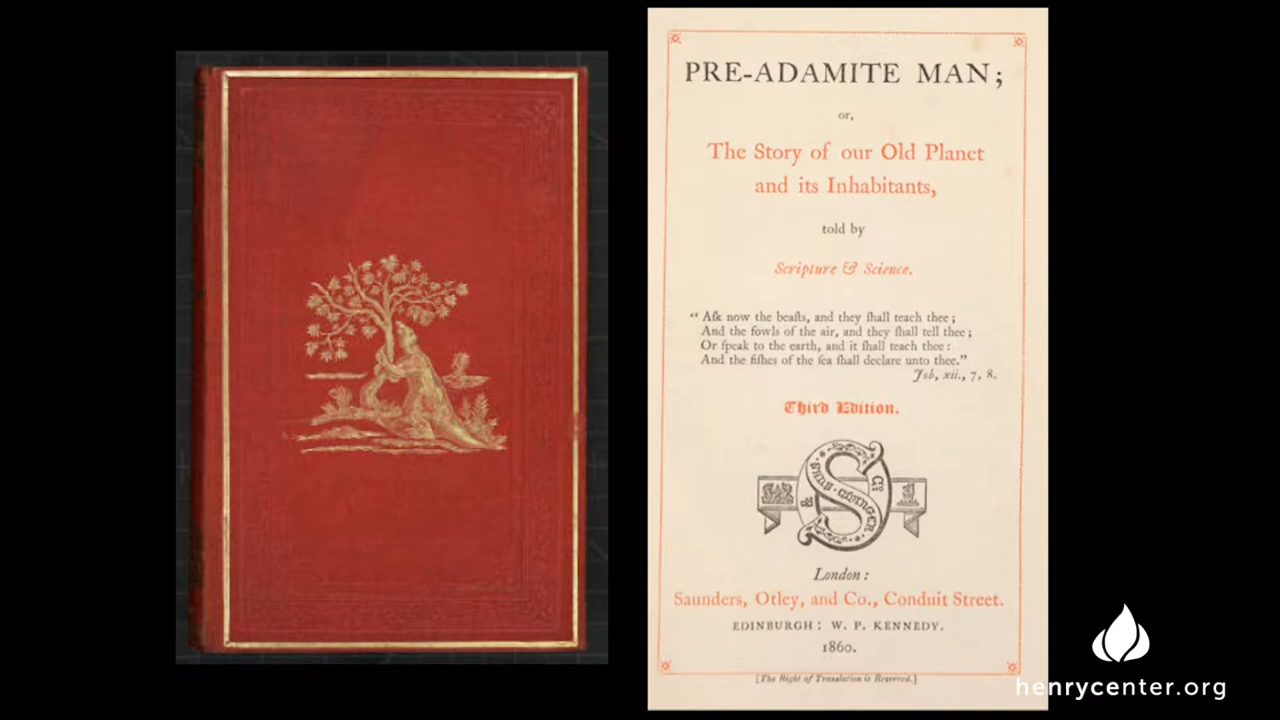 PRE-ADAMITE MAN;
or,
The Story of our Old Planet
and its Inhabitants,
told by
Scripture & Science.
“ Aſk now the beaſts, and they ſhall teach thee ;
And the fowls of the air, and they ſhall tell thee ;
Or ſpeak to the earth, and it ſhall teach thee :
And the fiſhes of the ſea ſhall declare unto thee.”
Job, xii., 7, 8.
Third Edition.
London :
Saunders, Otley, and Co., Conduit Street.
EDINBURGH : W. P. KENNEDY.
1860.
[The Right of Translation is Reserved.]
henrycenter.org